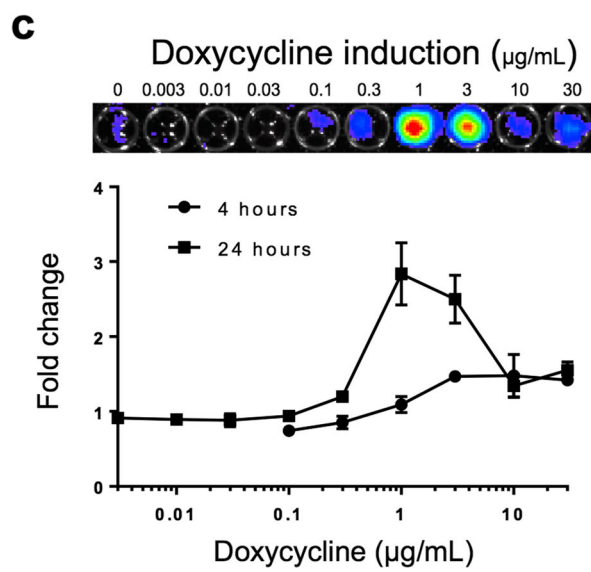 c
Doxycycline induction (µg/mL)
0 0.003 0.01 0.03 0.1 0.3 1 3 10 30
4
4 hours
24 hours
3
2
1
0
Fold change
0.01 0.1 1 10
Doxycycline (µg/mL)